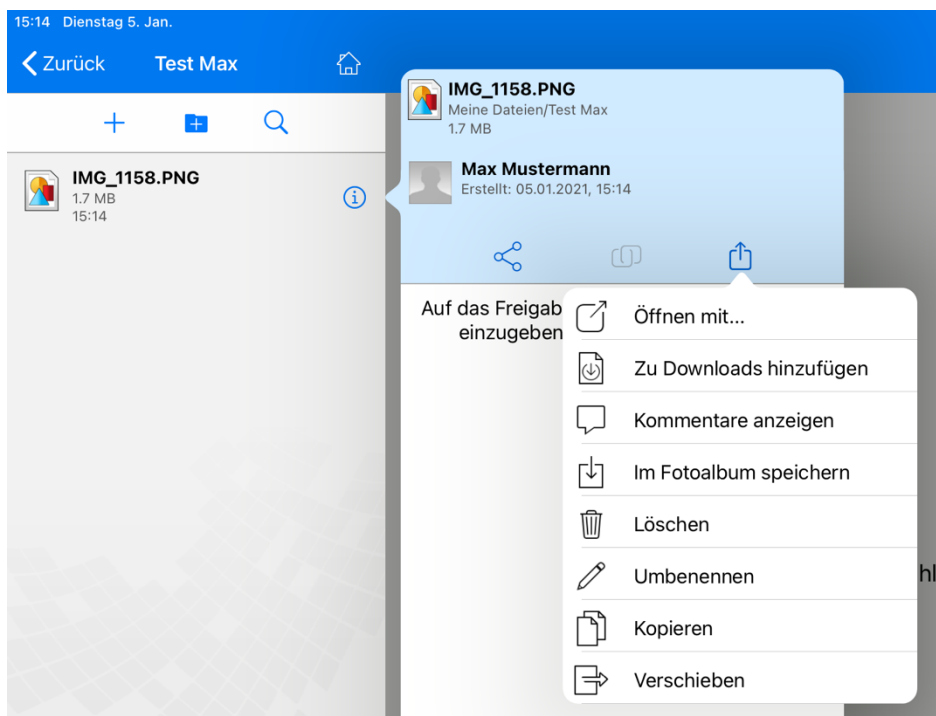 15:14 Dienstag 5. Jan.
Zurück
Test Max
IMG_1158.PNG
1.7 MB
15:14
IMG_1158.PNG
Meine Dateien/Test Max
1.7 MB
Max Mustermann
Erstellt: 05.01.2021, 15:14
Auf das Freigab
einzugeben
Öffnen mit...
Zu Downloads hinzufügen
Kommentare anzeigen
Im Fotoalbum speichern
Löschen
Umbenennen
Kopieren
Verschieben
hl